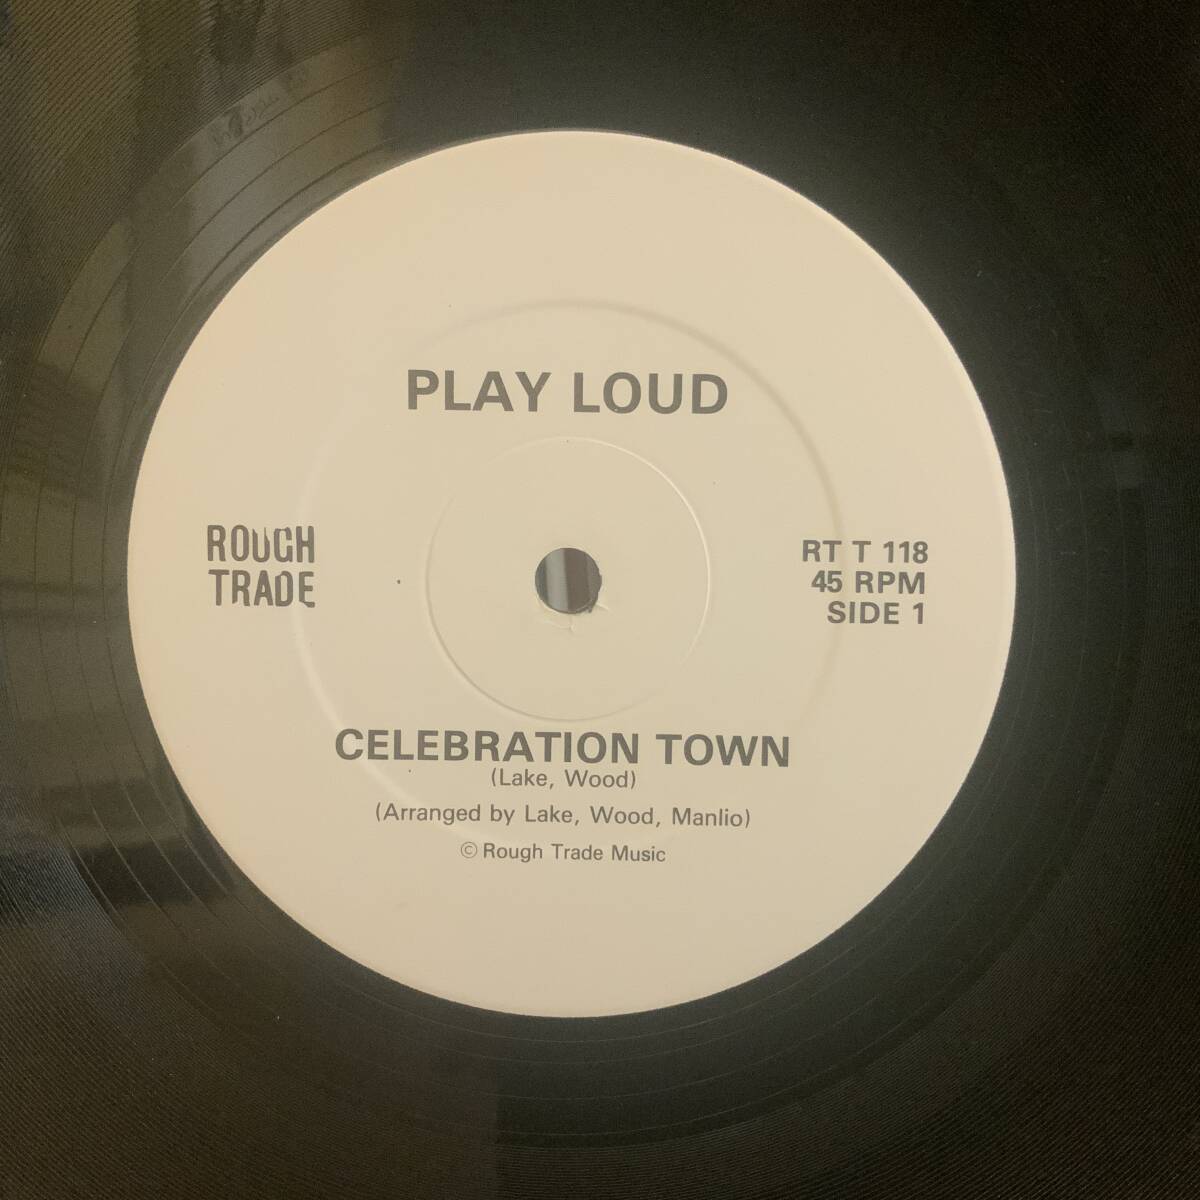 PLAY LOUD
ROUGH
TRADE
RT T 118
45 RPM
SIDE 1
CELEBRATION TOWN
(Lake, Wood)
(Arranged by Lake, Wood, Manlio)
© Rough Trade Music